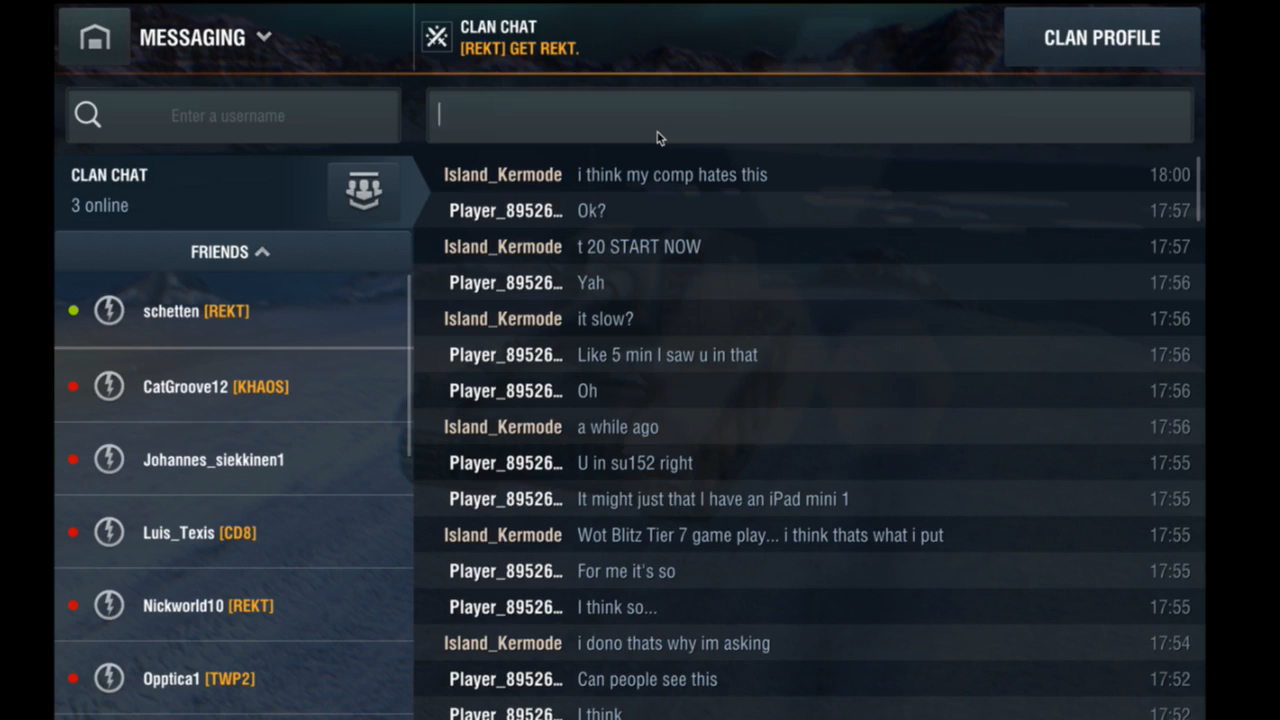 MESSAGING
CLAN CHAT
[REKT] GET REKT.
CLAN PROFILE
Enter a username
CLAN CHAT
3 online
FRIENDS
schetten [REKT]
CatGroove12 [KHAOS]
Johannes_siekkinen1
Luis_Texis [CD8]
Nickworld10 [REKT]
Opptica1 [TWP2]
Island_Kermode i think my comp hates this 18:00
Player_89526... Ok? 17:57
Island_Kermode t 20 START NOW 17:57
Player_89526... Yah 17:56
Island_Kermode it slow? 17:56
Player_89526... Like 5 min I saw u in that 17:56
Player_89526... Oh 17:56
Island_Kermode a while ago 17:56
Player_89526... U in su152 right 17:55
Player_89526... It might just that I have an iPad mini 1 17:55
Island_Kermode Wot Blitz Tier 7 game play... i think thats what i put 17:55
Player_89526... For me it's so 17:55
Player_89526... I think so... 17:55
Island_Kermode i dono thats why im asking 17:54
Player_89526... Can people see this 17:52
Player_89526... I think 17:52